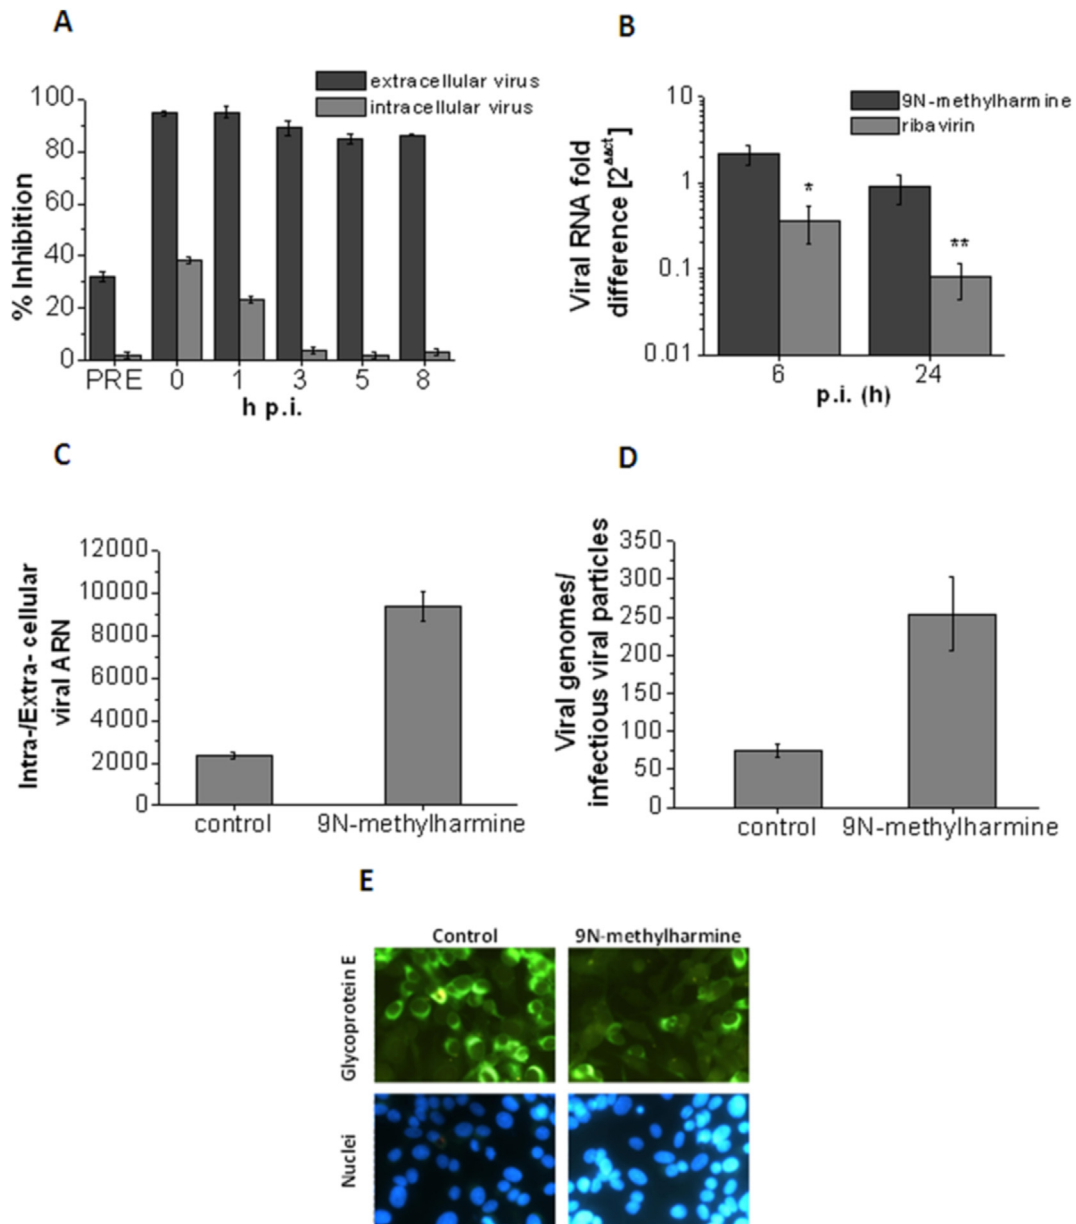 A
extracellular virus
intracellular virus
% Inhibition
100
80
60
40
20
0
PRE 0 1 3 5 8
h p.i.
B
9N-methylharmine
ribavirin
Viral RNA fold
difference [2^ΔΔct]
10
1
0.1
0.01
*
**
6 24
p.i. (h)
C
Intra-/Extra- cellular
viral ARN
12000
10000
8000
6000
4000
2000
0
control 9N-methylharmine
D
Viral genomes/
infectious viral particles
350
300
250
200
150
100
50
0
control 9N-methylharmine
E
Control 9N-methylharmine
Glycoprotein E
Nuclei